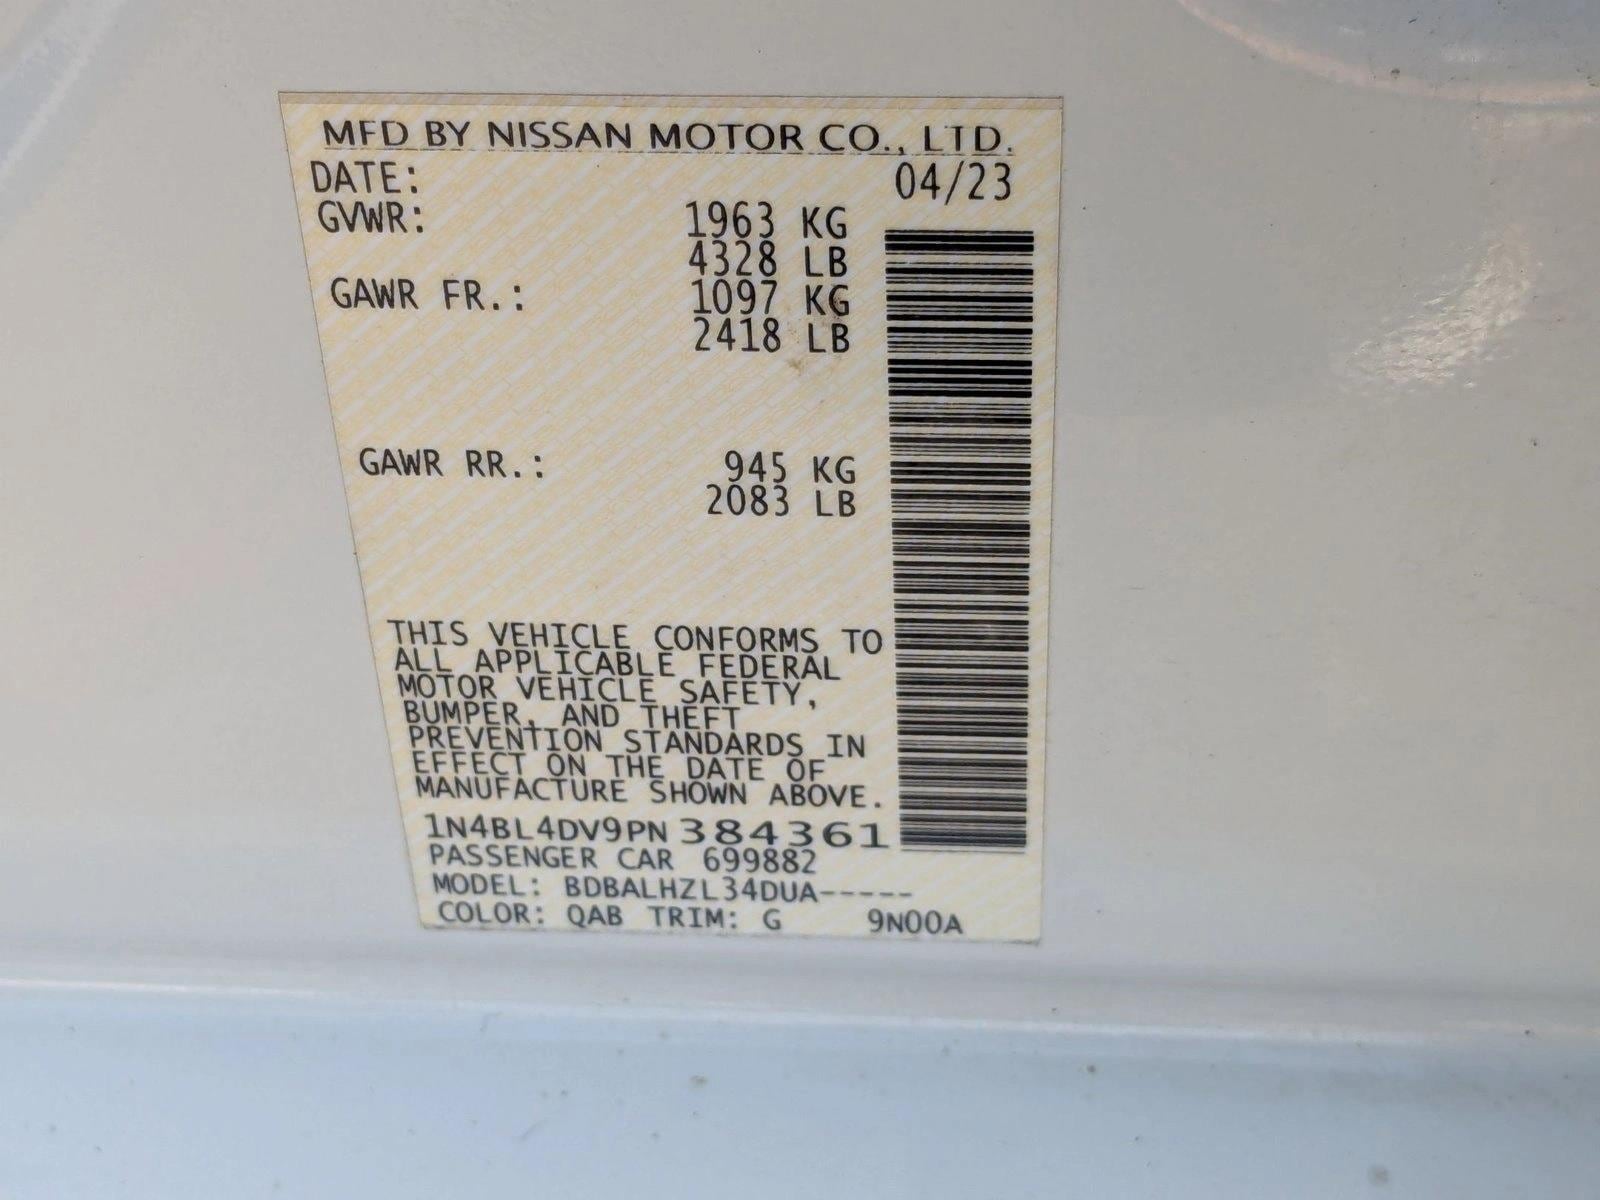 MFD BY NISSAN MOTOR CO., LTD.
DATE: 04/23
GVWR: 1963 KG
4328 LB
GAWR FR.: 1097 KG
2418 LB
GAWR RR.: 945 KG
2083 LB
THIS VEHICLE CONFORMS TO
ALL APPLICABLE FEDERAL
MOTOR VEHICLE SAFETY,
BUMPER, AND THEFT
PREVENTION STANDARDS IN
EFFECT ON THE DATE OF
MANUFACTURE SHOWN ABOVE.
1N4BL4DV9PN 384361
PASSENGER CAR 699882
MODEL: BDBALHZL34DUA-----
COLOR: QAB TRIM: G 9N00A